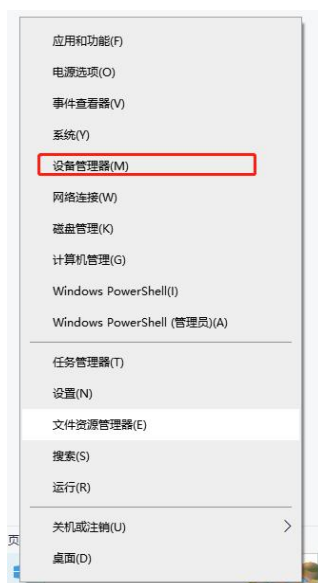 应用和功能(F)
电源选项(O)
事件查看器(V)
系统(Y)
设备管理器(M)
网络连接(W)
磁盘管理(K)
计算机管理(G)
Windows PowerShell(I)
Windows PowerShell (管理员)(A)
任务管理器(T)
设置(N)
文件资源管理器(E)
搜索(S)
运行(R)
关机或注销(U)
页
桌面(D)